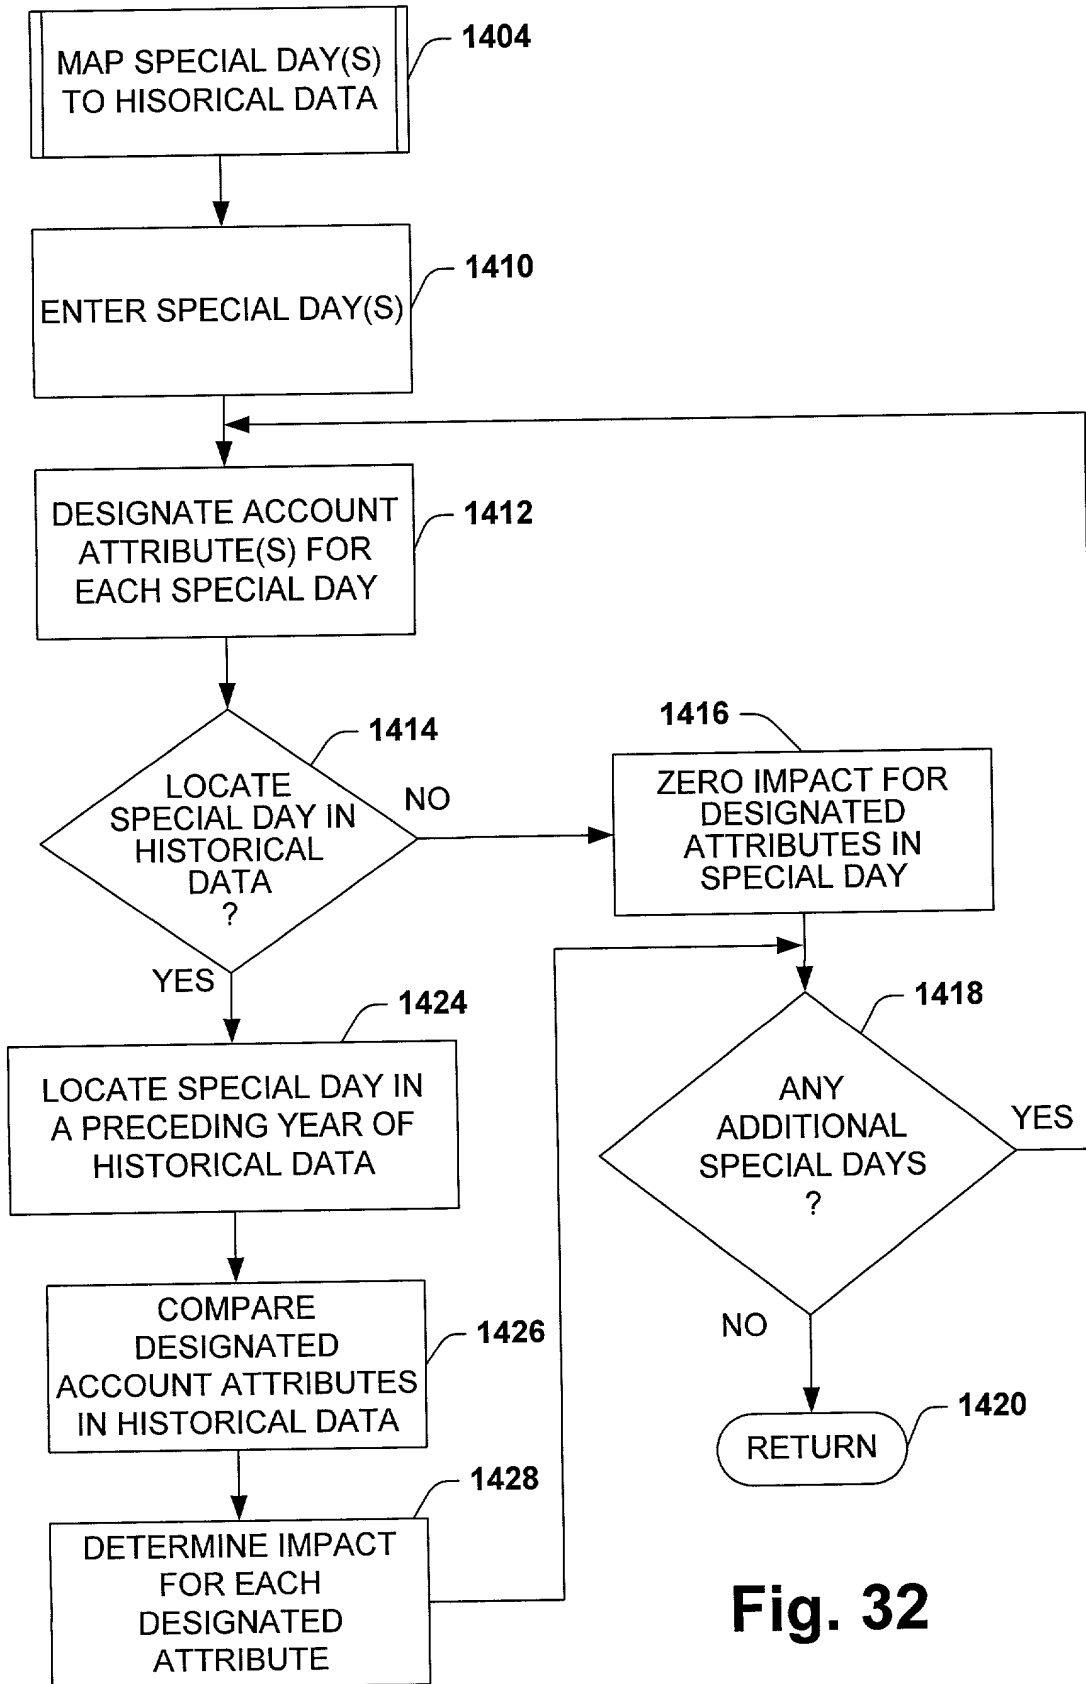 MAP SPECIAL DAY(S)
TO HISORICAL DATA
1404
ENTER SPECIAL DAY(S)
1410
DESIGNATE ACCOUNT
ATTRIBUTE(S) FOR
EACH SPECIAL DAY
1412
LOCATE
SPECIAL DAY IN
HISTORICAL
DATA
?
1414
NO
YES
1416
ZERO IMPACT FOR
DESIGNATED
ATTRIBUTES IN
SPECIAL DAY
1418
ANY
ADDITIONAL
SPECIAL DAYS
?
YES
NO
1420
RETURN
1424
LOCATE SPECIAL DAY IN
A PRECEDING YEAR OF
HISTORICAL DATA
COMPARE
DESIGNATED
ACCOUNT ATTRIBUTES
IN HISTORICAL DATA
1426
1428
DETERMINE IMPACT
FOR EACH
DESIGNATED
ATTRIBUTE
Fig. 32